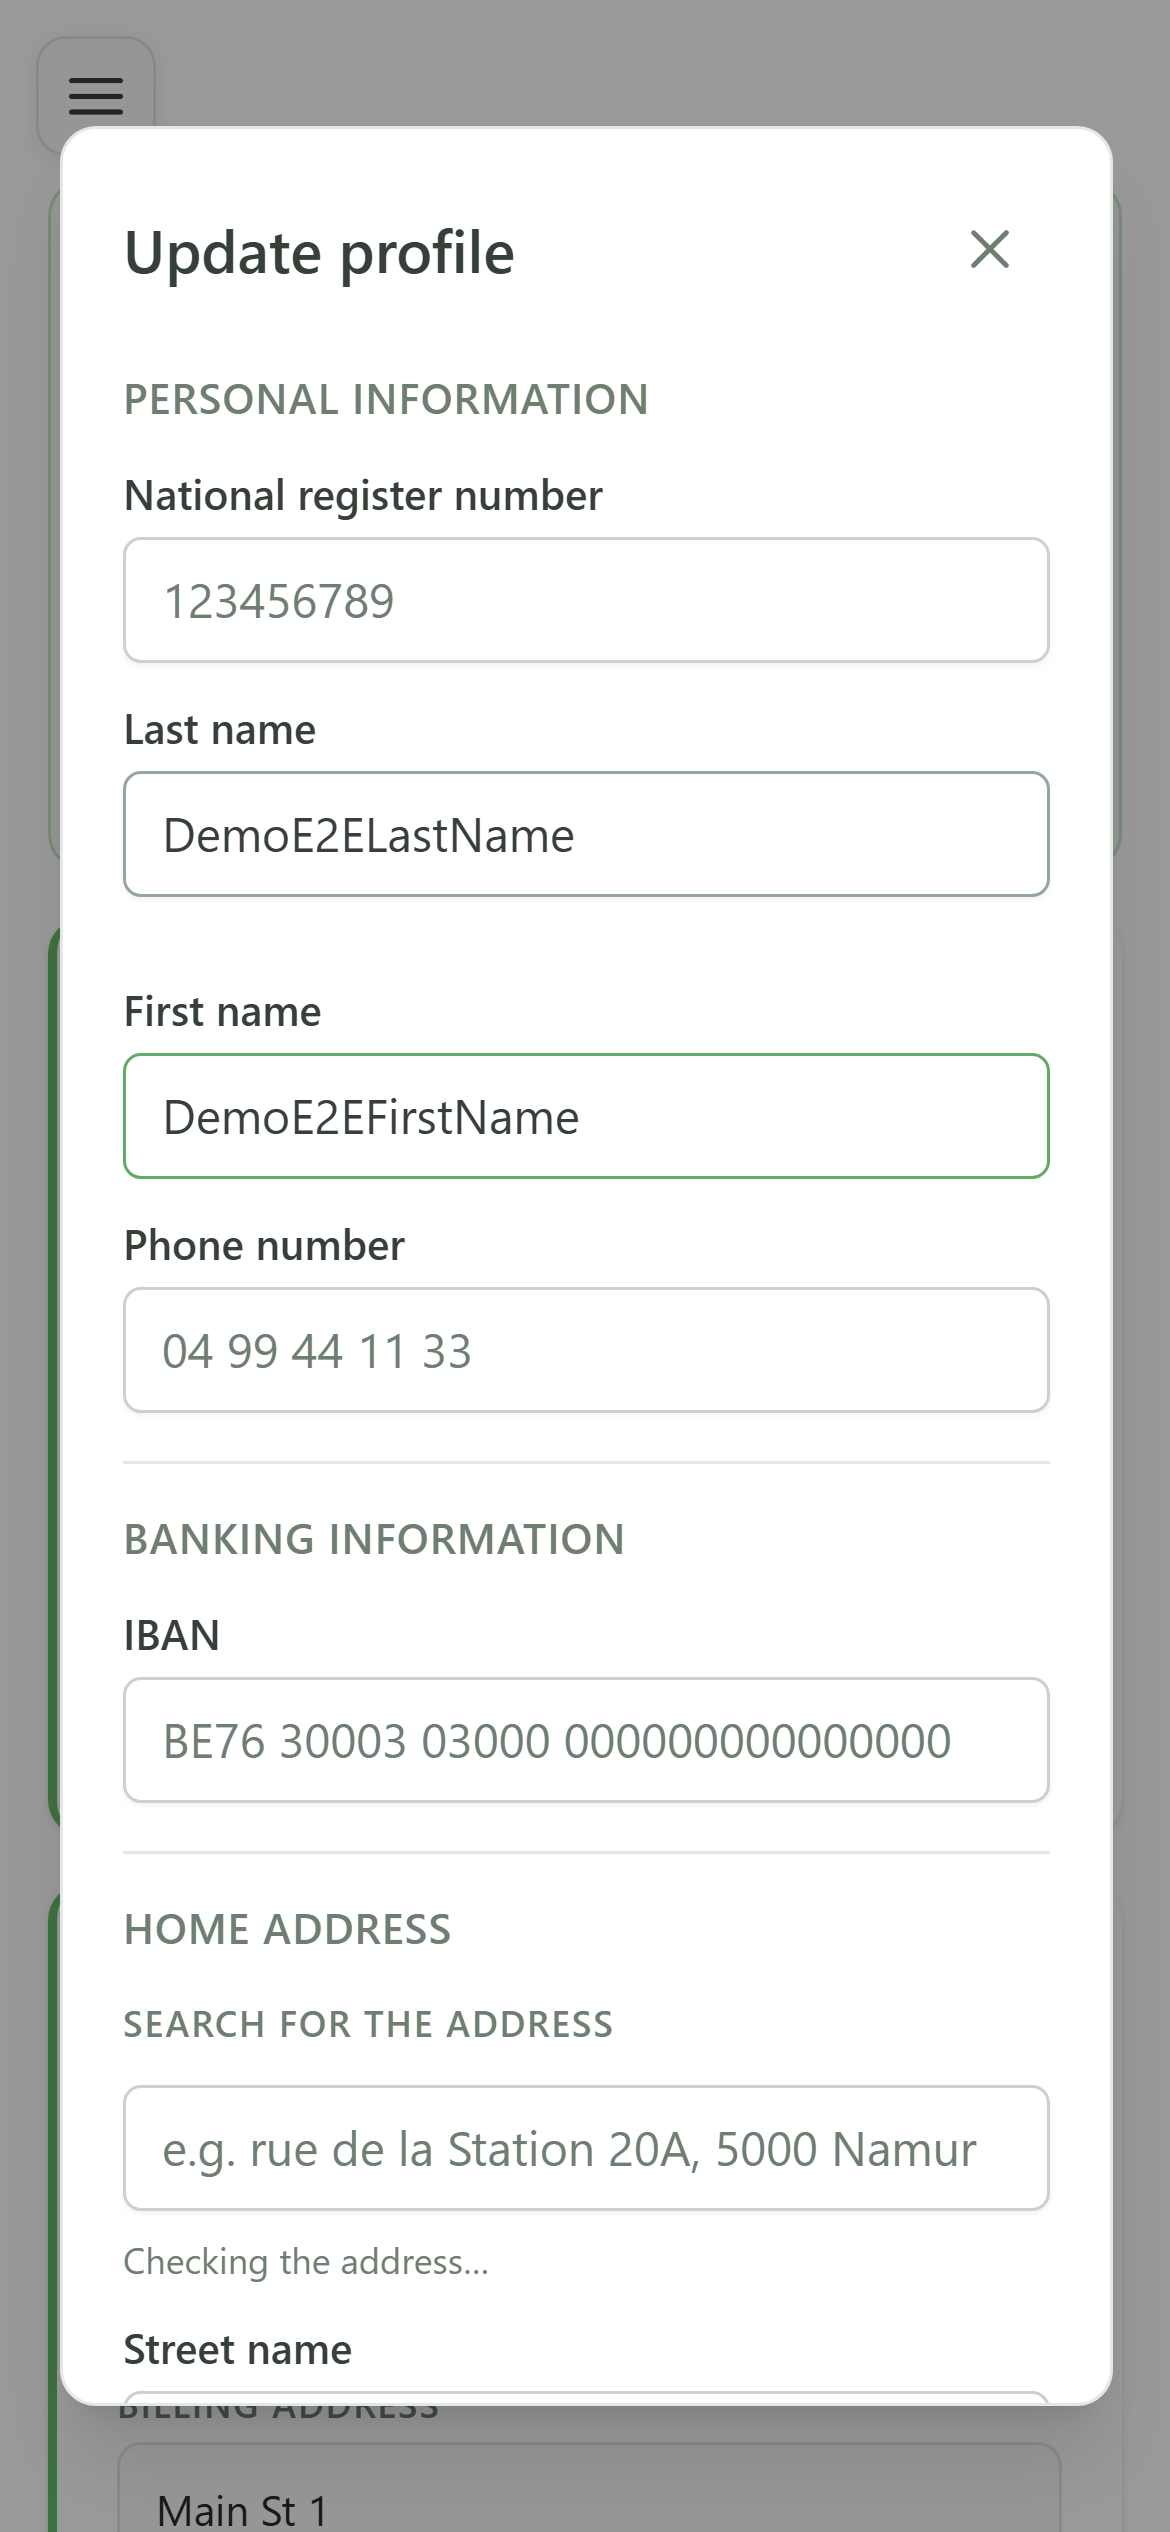 Update profile
PERSONAL INFORMATION
National register number
123456789
Last name
DemoE2ELastName
First name
DemoE2EFirstName
Phone number
04 99 44 11 33
BANKING INFORMATION
IBAN
BE76 30003 03000 000000000000000
HOME ADDRESS
SEARCH FOR THE ADDRESS
e.g. rue de la Station 20A, 5000 Namur
Checking the address...
Street name
BILLING ADDRESS
Main St 1